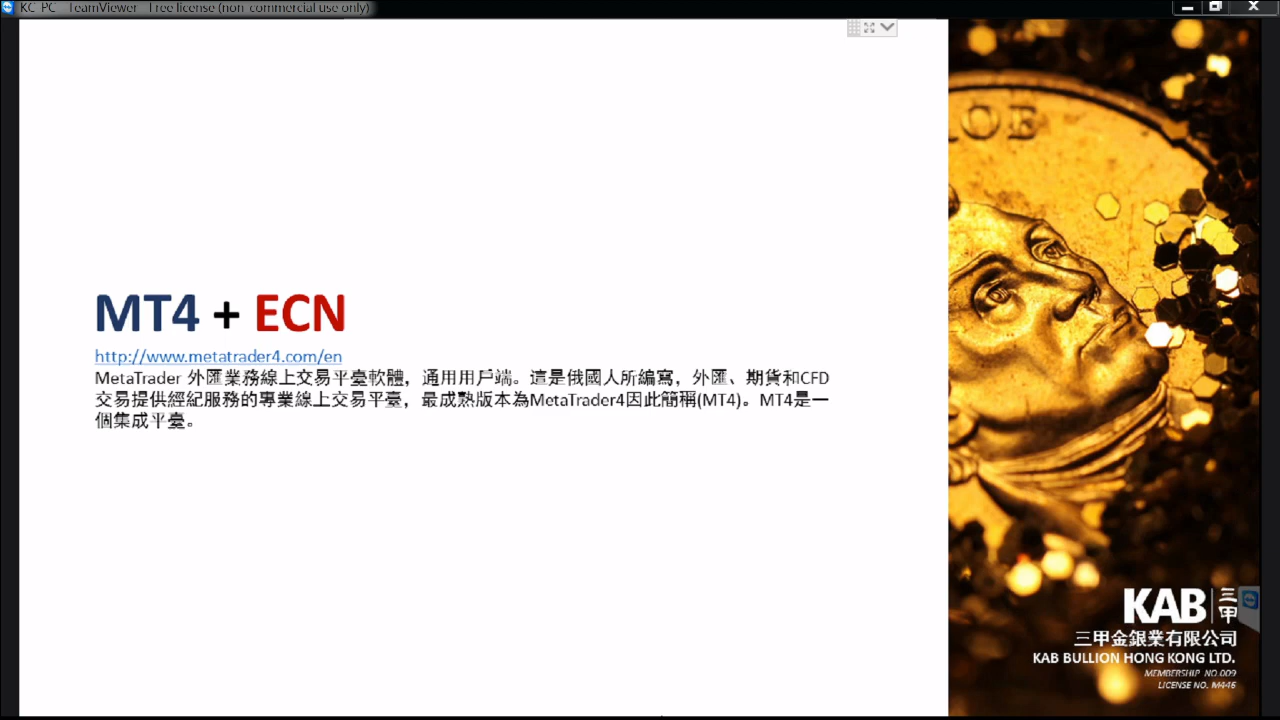 KC-PC - TeamViewer - Free license (non-commercial use only)
MT4 + ECN
http://www.metatrader4.com/en
MetaTrader 外匯業務線上交易平臺軟體，通用用戶端。這是俄國人所編寫，外匯、期貨和CFD
交易提供經紀服務的專業線上交易平臺，最成熟版本為MetaTrader4因此簡稱(MT4)。MT4是一
個集成平臺。
OE
KAB 三甲
三甲金銀業有限公司
KAB BULLION HONG KONG LTD.
MEMBERSHIP NO.009
LICENSE NO. M446